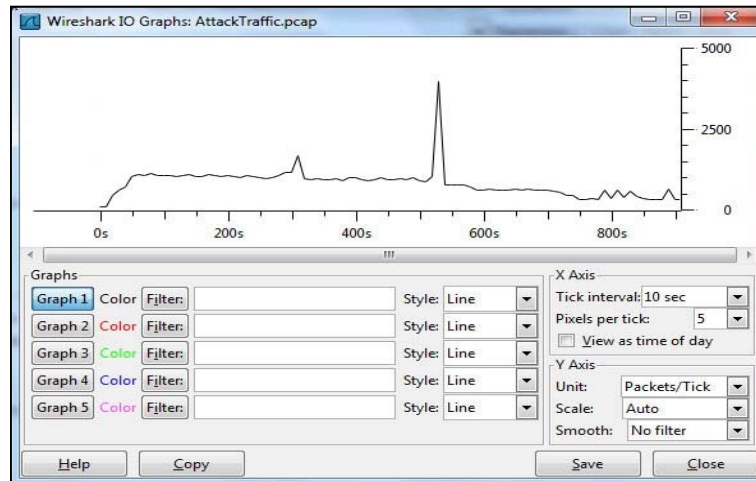 Wireshark IO Graphs: AttackTraffic.pcap
5000
2500
0
0s 200s 400s 600s 800s
Graphs
Graph 1 Color Filter: Style: Line
Graph 2 Color Filter: Style: Line
Graph 3 Color Filter: Style: Line
Graph 4 Color Filter: Style: Line
Graph 5 Color Filter: Style: Line
X Axis
Tick interval: 10 sec
Pixels per tick: 5
View as time of day
Y Axis
Unit: Packets/Tick
Scale: Auto
Smooth: No filter
Help Copy Save Close